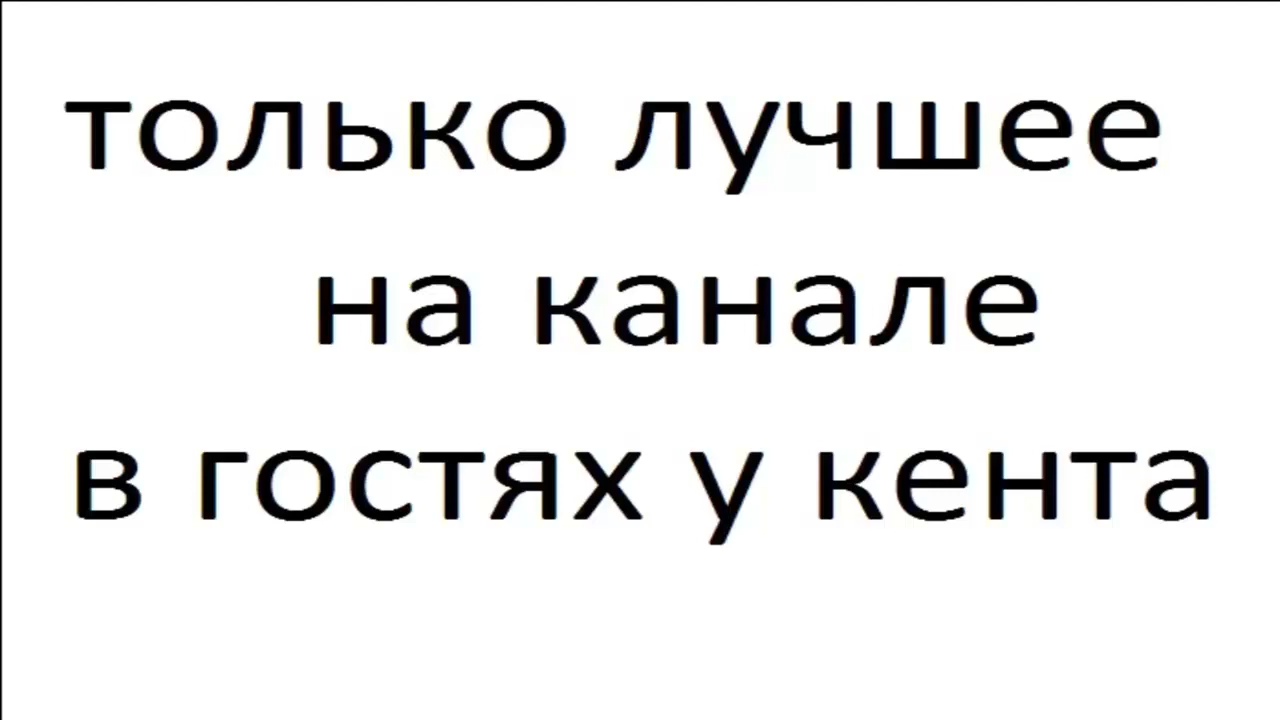 только лучшее
на канале
в гостях у кента